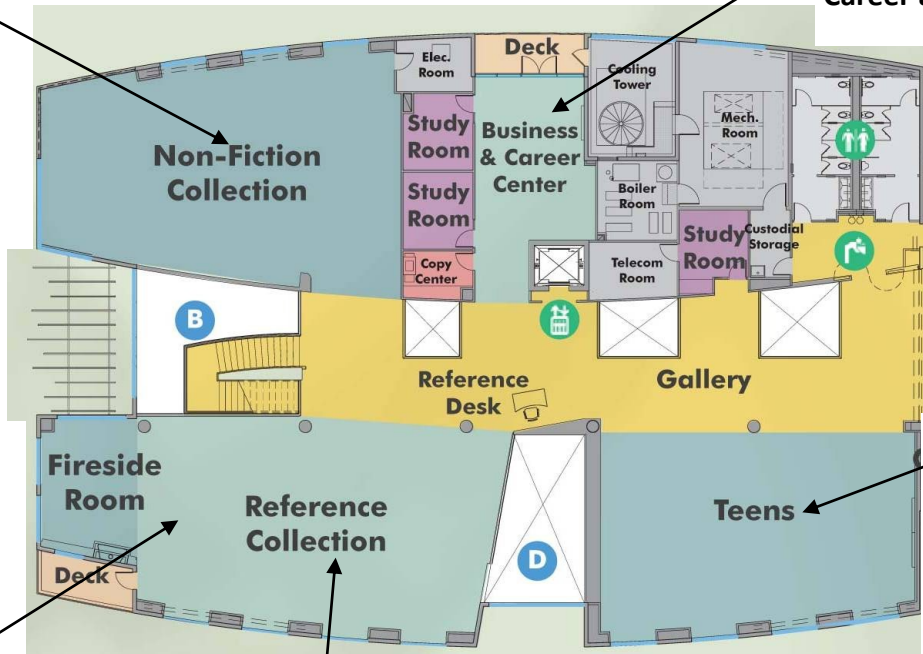 Career
Elec.
Room
Deck
Cooling
Tower
Mech.
Room
Study
Room
Business
& Career
Center
Non-Fiction
Collection
Study
Room
Boiler
Room
Study
Room
Custodial
Storage
Copy
Center
Telecom
Room
B
Reference
Desk
Gallery
Fireside
Room
Reference
Collection
Teens
D
Deck